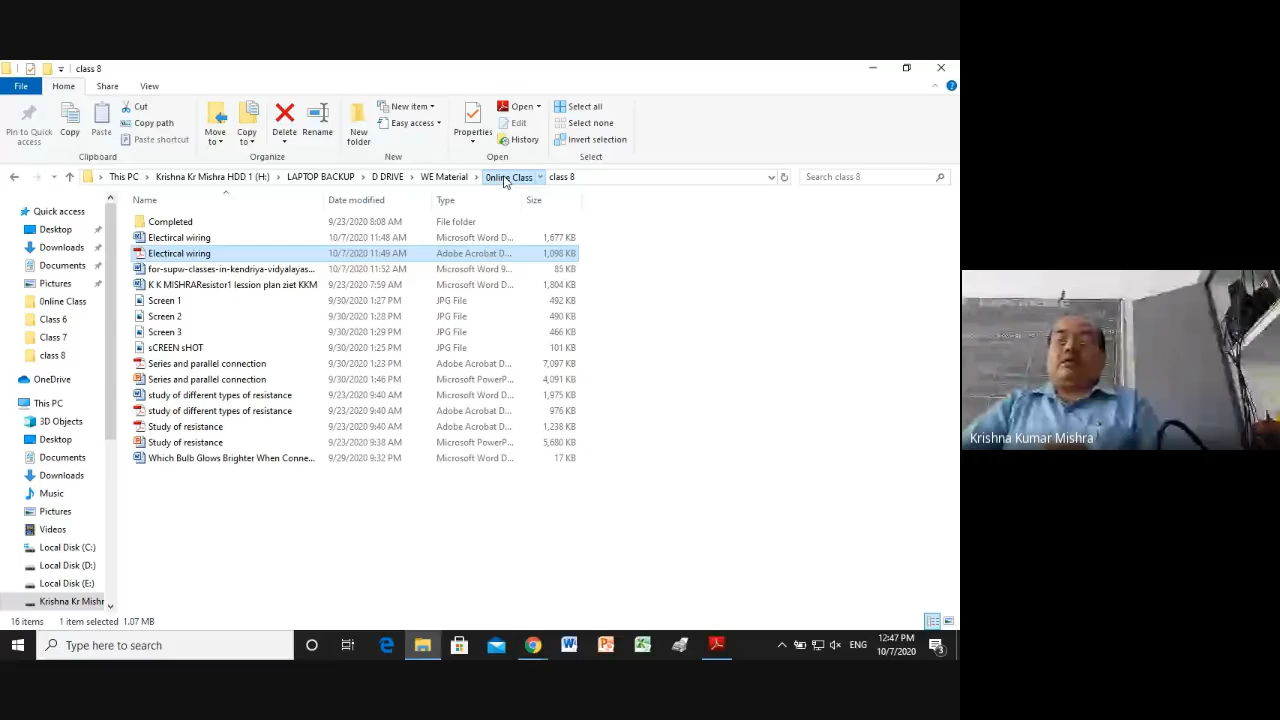 class 8
File Home Share View
Pin to Quick access
Copy
Paste
Cut
Copy path
Paste shortcut
Clipboard
Move to
Copy to
Delete
Rename
Organize
New folder
New item
Easy access
New
Properties
Open
Edit
History
Open
Select all
Select none
Invert selection
Select
This PC > Krishna Kr Mishra HDD 1 (H:) > LAPTOP BACKUP > D DRIVE > WE Material > 0nline Class class 8
Search class 8
Quick access
Desktop
Downloads
Documents
Pictures
0nline Class
Class 6
Class 7
class 8
OneDrive
This PC
3D Objects
Desktop
Documents
Downloads
Music
Pictures
Videos
Local Disk (C:)
Local Disk (D:)
Local Disk (E:)
Krishna Kr Mishr
Name Date modified Type Size
Completed 9/23/2020 8:08 AM File folder
Electircal wiring 10/7/2020 11:48 AM Microsoft Word D... 1,677 KB
Electircal wiring 10/7/2020 11:49 AM Adobe Acrobat D... 1,098 KB
for-supw-classes-in-kendriya-vidyalayas... 10/7/2020 11:52 AM Microsoft Word 9... 85 KB
K K MISHRAResistor1 lession plan ziet KKM 9/23/2020 7:59 AM Microsoft Word D... 1,804 KB
Screen 1 9/30/2020 1:27 PM JPG File 492 KB
Screen 2 9/30/2020 1:28 PM JPG File 490 KB
Screen 3 9/30/2020 1:29 PM JPG File 466 KB
sCREEN sHOT 9/30/2020 1:25 PM JPG File 101 KB
Series and parallel connection 9/30/2020 1:23 PM Adobe Acrobat D... 7,097 KB
Series and parallel connection 9/30/2020 1:46 PM Microsoft PowerP... 4,091 KB
study of different types of resistance 9/23/2020 9:40 AM Microsoft Word D... 1,975 KB
study of different types of resistance 9/23/2020 9:40 AM Adobe Acrobat D... 976 KB
Study of resistance 9/23/2020 9:40 AM Adobe Acrobat D... 1,238 KB
Study of resistance 9/23/2020 9:38 AM Microsoft PowerP... 5,680 KB
Which Bulb Glows Brighter When Conne... 9/29/2020 9:32 PM Microsoft Word D... 17 KB
16 items 1 item selected 1.07 MB
Type here to search
ENG
12:47 PM
10/7/2020
3
Krishna Kumar Mishra